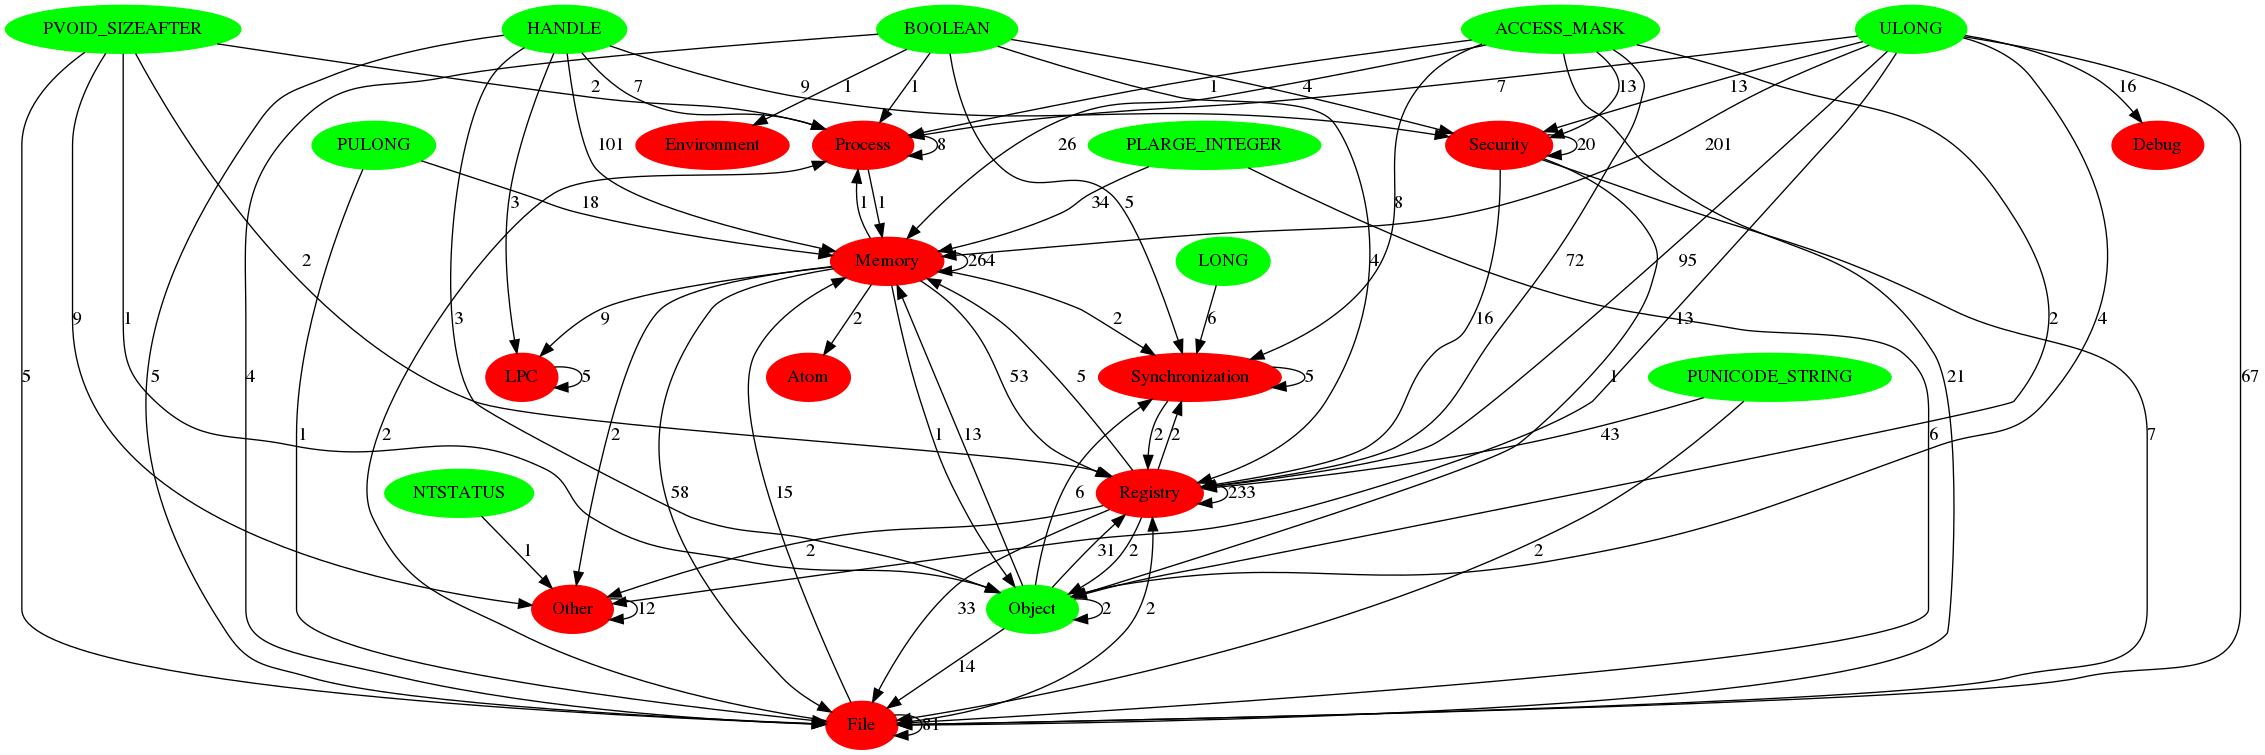 PVOID_SIZEAFTER HANDLE BOOLEAN ACCESS_MASK ULONG
2 7 9 1 1 1 4 7 13 13 16
PULONG Environment Process 8 PLARGE_INTEGER Security 20 Debug
101 26 201
18 3 1 1 34 5 8
2 Memory 264 LONG 4 72 95
9 1 3 9 2 2 6 16 13 2 4
5 5 4 LPC 5 Atom 53 5 Synchronization 5 1 PUNICODE_STRING 21 67
1 2 2 1 13 2 2 43 6 7
NTSTATUS 58 15 6 Registry 233
1 2 31 2 2
Other 12 33 Object 2 2
14
File 81